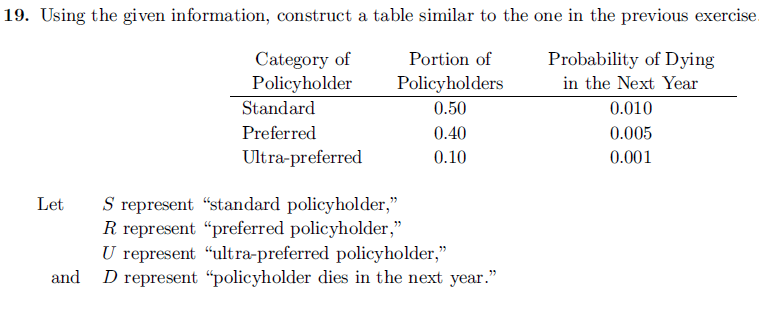 19. Using the given information, construct a table similar to the one in the previous exercise.
Category of Portion of Probability of Dying
Policyholder Policyholders in the Next Year
Standard 0.50 0.010
Preferred 0.40 0.005
Ultra-preferred 0.10 0.001
Let S represent “standard policyholder,”
R represent “preferred policyholder,”
U represent “ultra-preferred policyholder,”
and D represent “policyholder dies in the next year.”